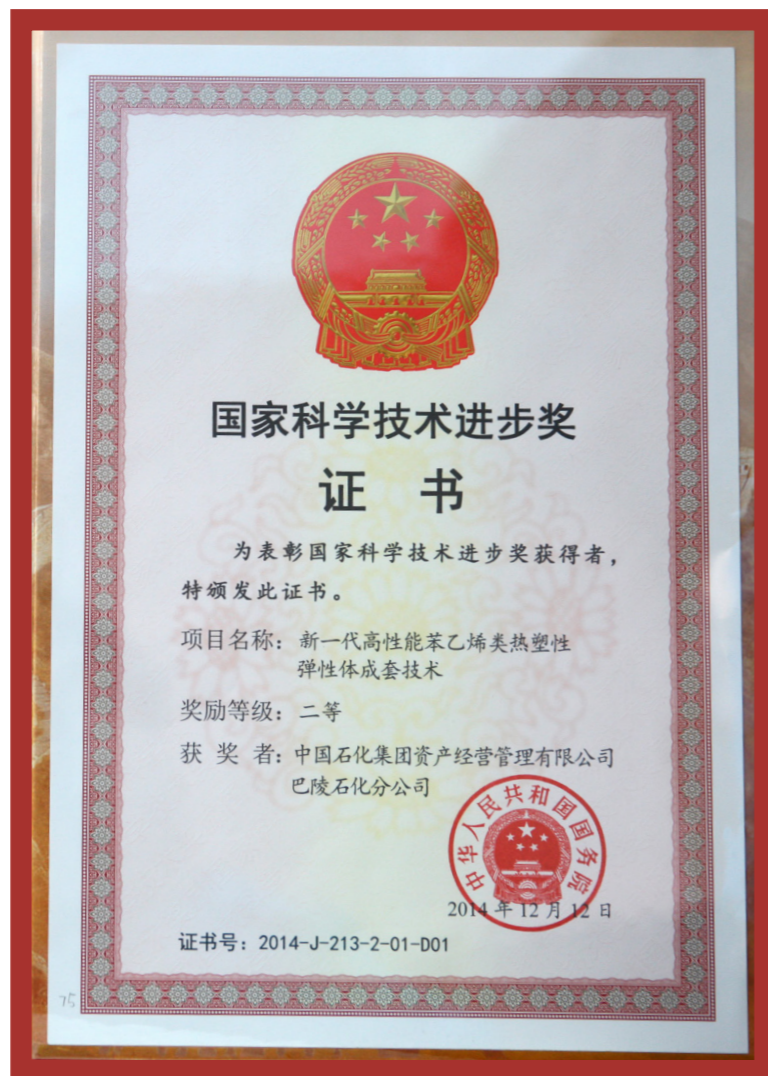 国家科学技术进步奖
证 书
为表彰国家科学技术进步奖获得者，
特颁发此证书。
项目名称：新一代高性能苯乙烯类热塑性
弹性体成套技术
奖励等级：二等
获 奖 者：中国石化集团资产经营管理有限公司
巴陵石化分公司
中华人民共和国国务院
2014 年 12 月 12 日
证书号：2014-J-213-2-01-D01
75